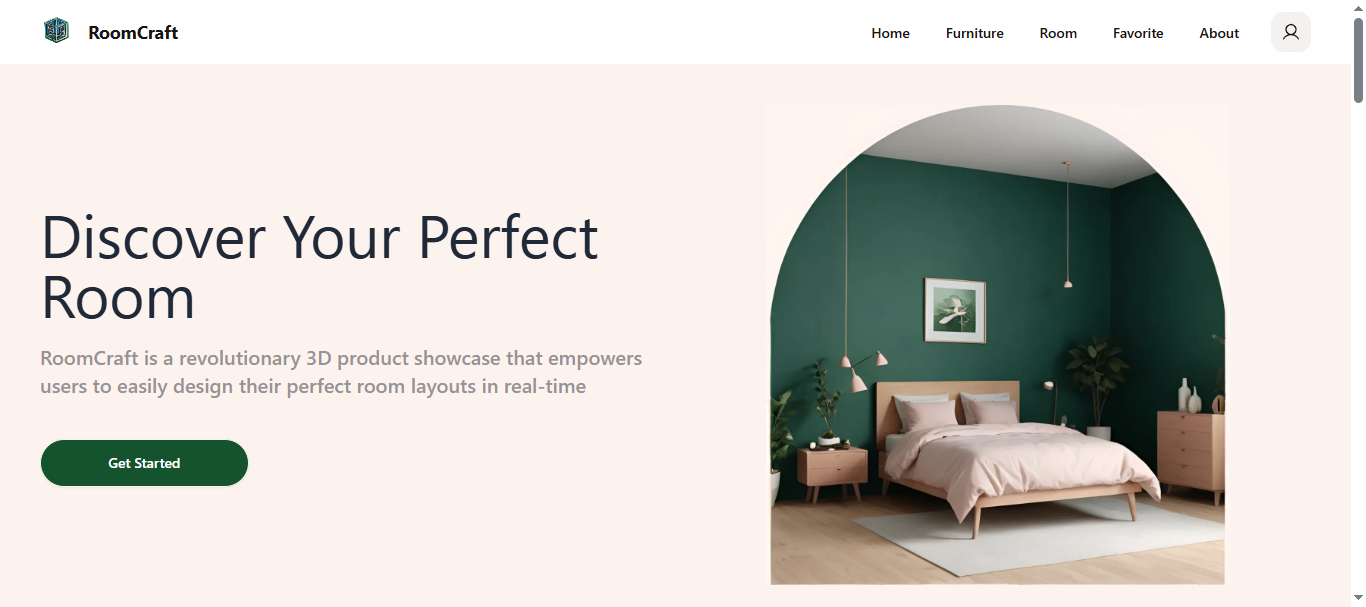 RoomCraft
Home
Furniture
Room
Favorite
About
Discover Your Perfect
Room
RoomCraft is a revolutionary 3D product showcase that empowers
users to easily design their perfect room layouts in real-time
Get Started